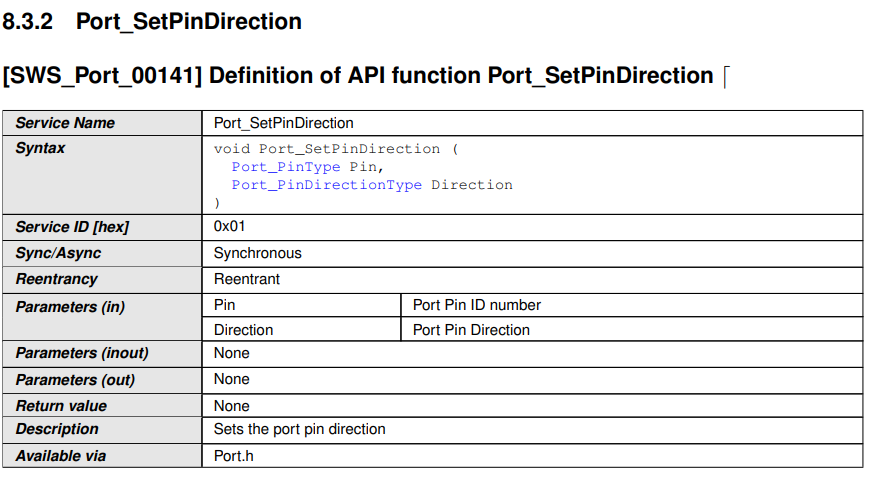 8.3.2 Port_SetPinDirection
[SWS_Port_00141] Definition of API function Port_SetPinDirection ⌈
Service Name Port_SetPinDirection
Syntax void Port_SetPinDirection (
Port_PinType Pin,
Port_PinDirectionType Direction
)
Service ID [hex] 0x01
Sync/Async Synchronous
Reentrancy Reentrant
Parameters (in) Pin Port Pin ID number
Direction Port Pin Direction
Parameters (inout) None
Parameters (out) None
Return value None
Description Sets the port pin direction
Available via Port.h